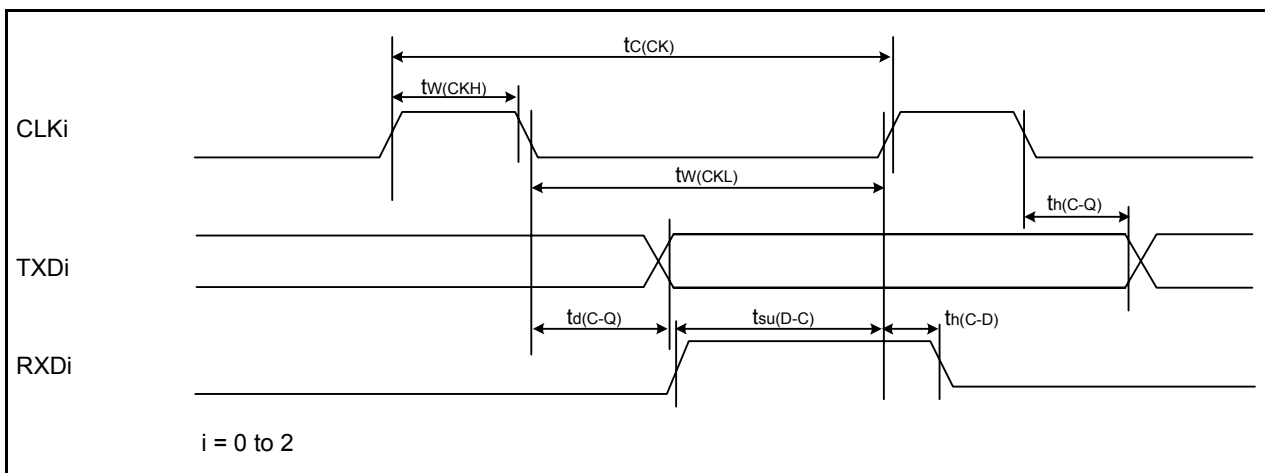 tC(CK)
tW(CKH)
CLKi
tW(CKL)
th(C-Q)
TXDi
td(C-Q)
tsu(D-C)
th(C-D)
RXDi
i = 0 to 2